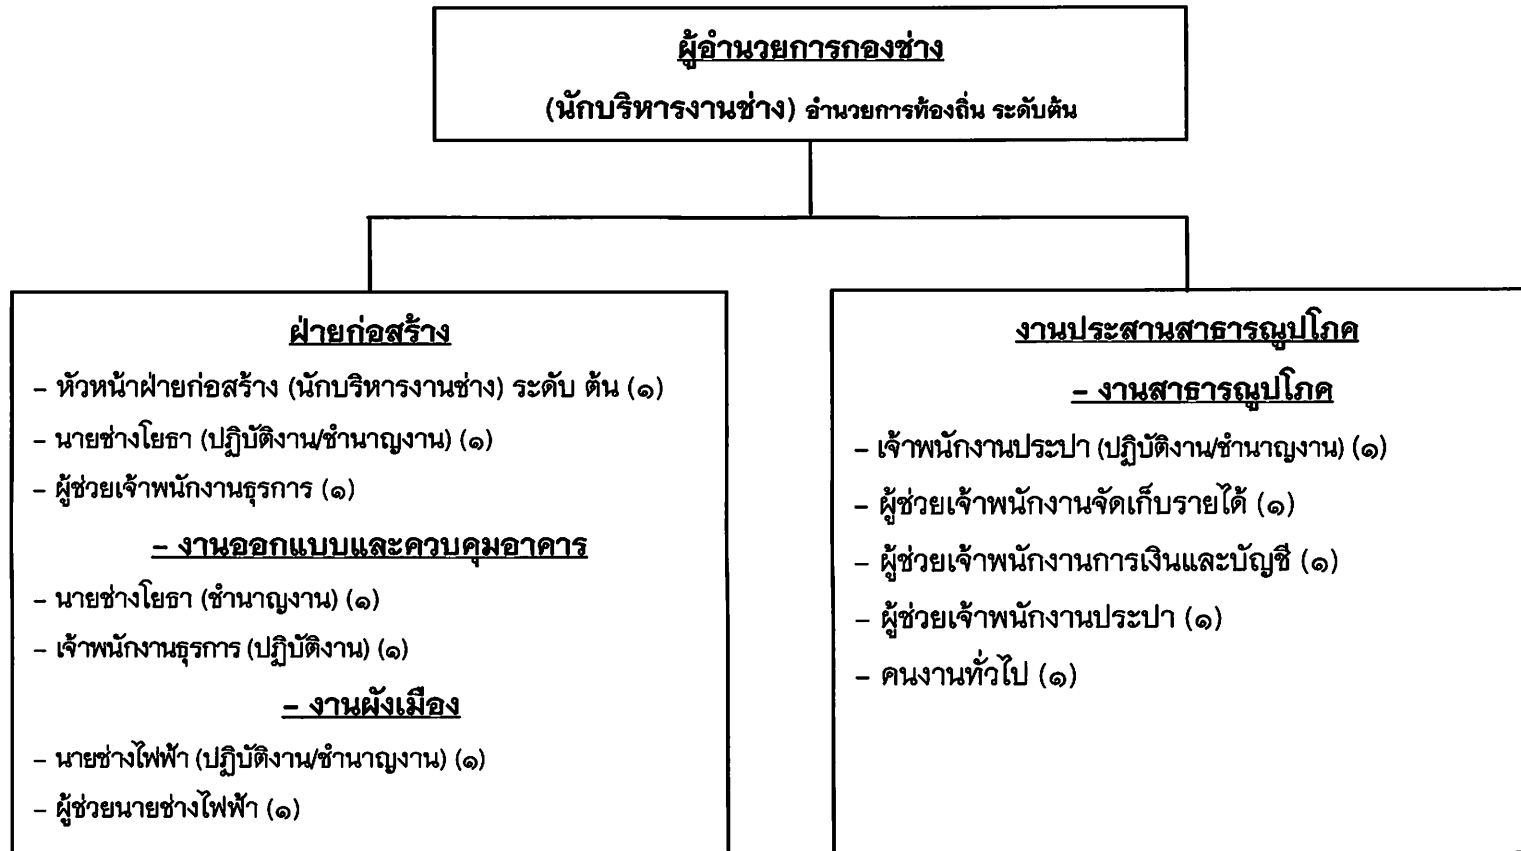 ผู้อำนวยการกองช่าง
(นักบริหารงานช่าง) อำนวยการท้องถิ่น ระดับต้น
ฝ่ายก่อสร้าง
– หัวหน้าฝ่ายก่อสร้าง (นักบริหารงานช่าง) ระดับ ต้น (๑)
– นายช่างโยธา (ปฏิบัติงาน/ชำนาญงาน) (๑)
– ผู้ช่วยเจ้าพนักงานธุรการ (๑)
– งานออกแบบและควบคุมอาคาร
– นายช่างโยธา (ชำนาญงาน) (๑)
– เจ้าพนักงานธุรการ (ปฏิบัติงาน) (๑)
– งานผังเมือง
– นายช่างไฟฟ้า (ปฏิบัติงาน/ชำนาญงาน) (๑)
– ผู้ช่วยนายช่างไฟฟ้า (๑)
งานประสานสาธารณูปโภค
– งานสาธารณูปโภค
– เจ้าพนักงานประปา (ปฏิบัติงาน/ชำนาญงาน) (๑)
– ผู้ช่วยเจ้าพนักงานจัดเก็บรายได้ (๑)
– ผู้ช่วยเจ้าพนักงานการเงินและบัญชี (๑)
– ผู้ช่วยเจ้าพนักงานประปา (๑)
– คนงานทั่วไป (๑)